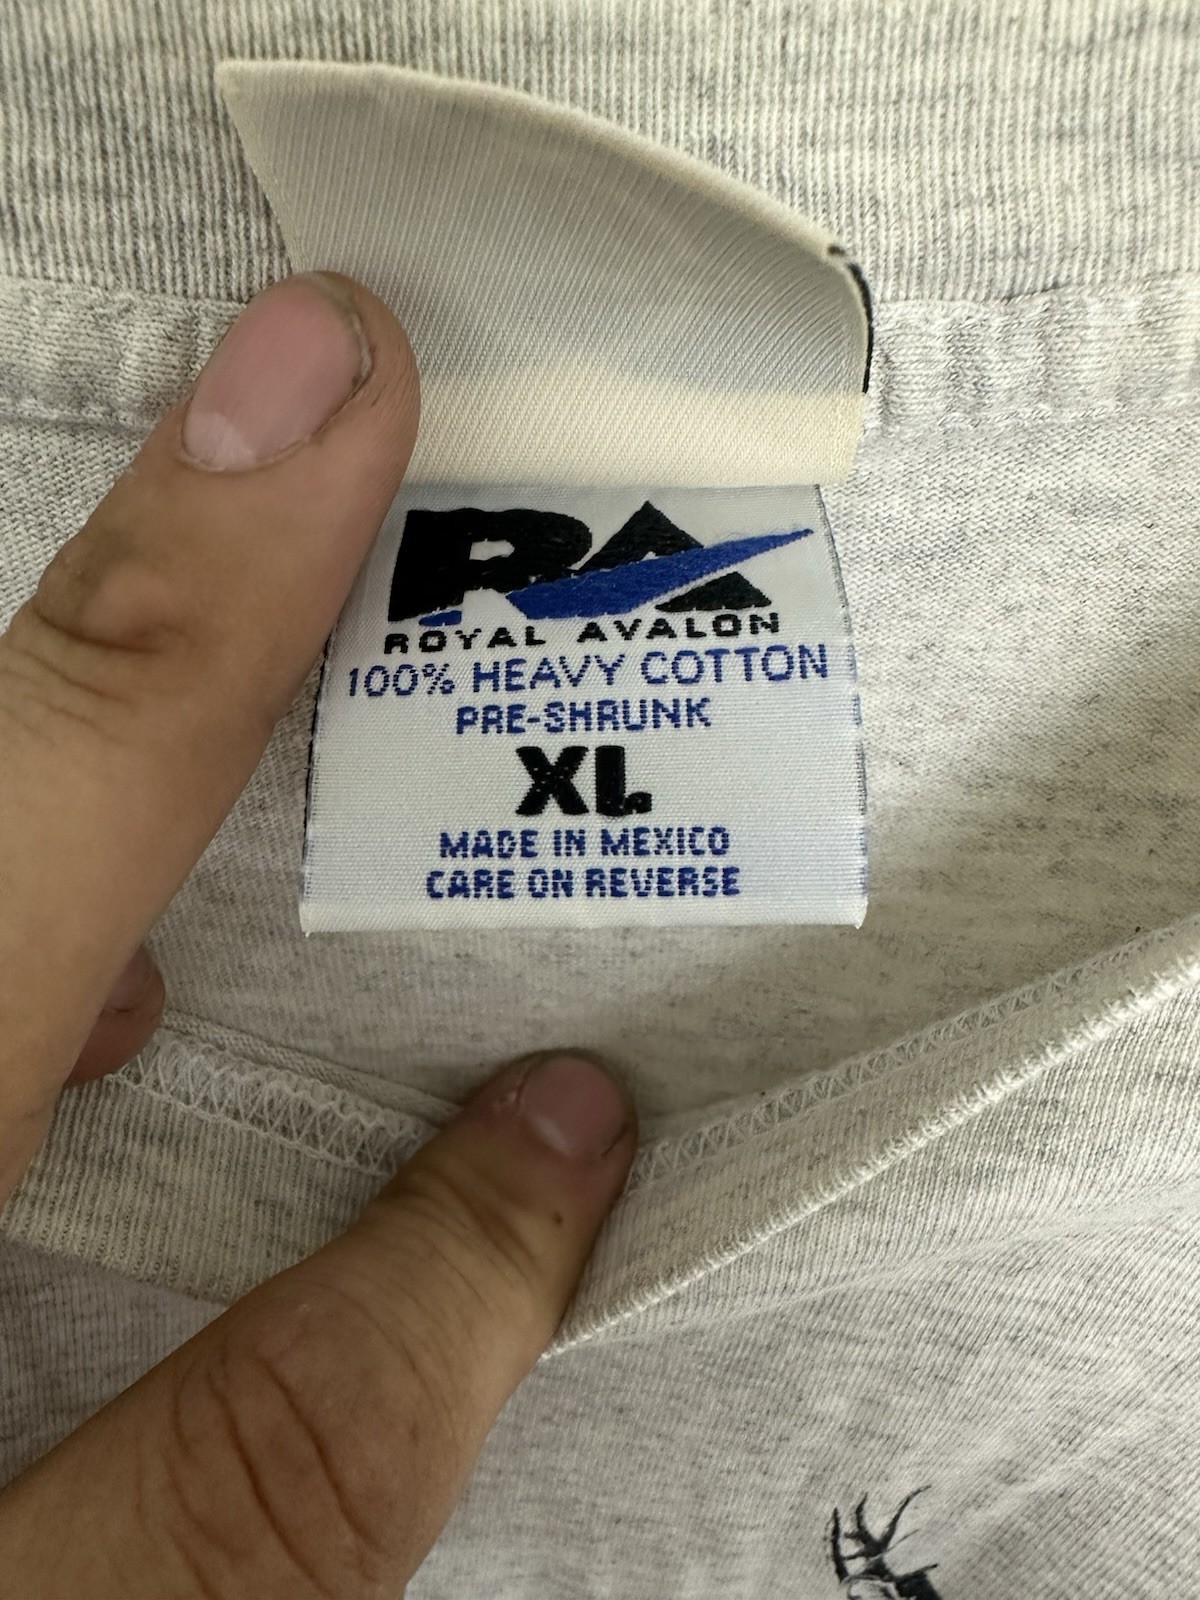 RA
ROYAL AVALON
100% HEAVY COTTON
PRE-SHRUNK
XL
MADE IN MEXICO
CARE ON REVERSE